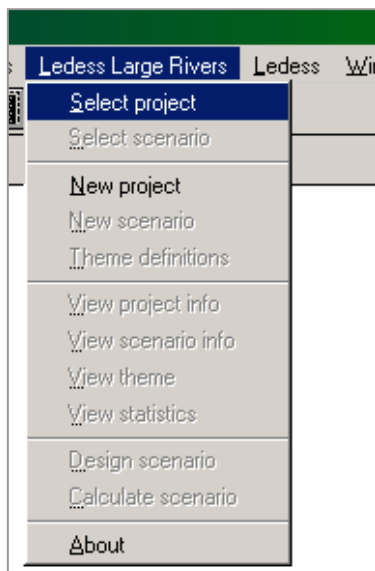 Ledess Large Rivers Ledess
Select project
Select scenario
New project
New scenario
Theme definitions
View project info
View scenario info
View theme
View statistics
Design scenario
Calculate scenario
About